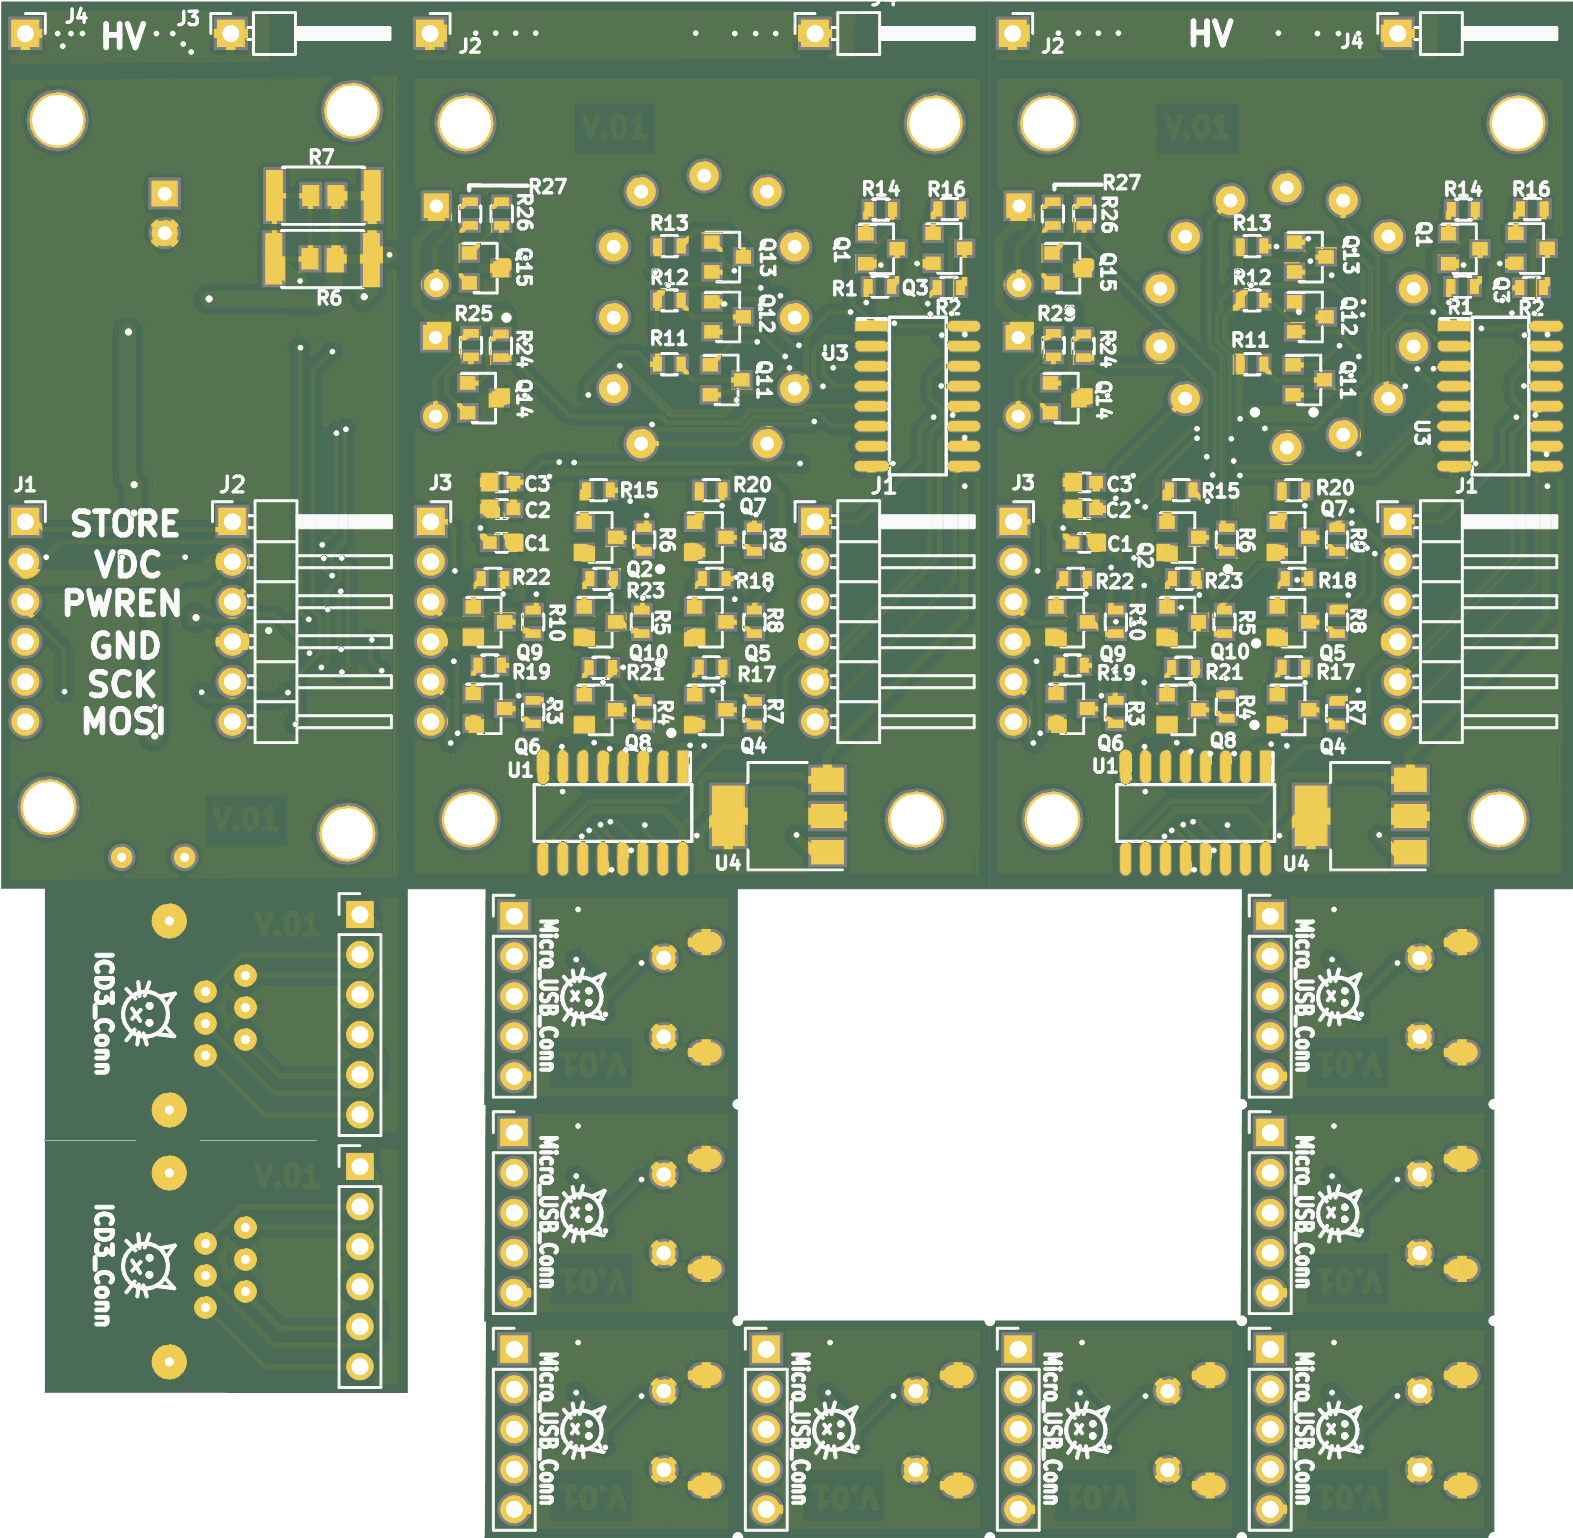 J4
HV
J3
R7
R6
J1
STORE
VDC
PWREN
GND
SCK
MOSI
J2
V.01
J2
V.01
R27
R26
Q15
R25
R24
Q14
R13
Q13
R12
Q12
R11
Q11
R14
R16
Q1
R1
Q3
R2
U3
J3
C3
C2
C1
R15
R20
Q7
R6
R9
Q2
R22
R23
R18
R10
R5
R8
Q9
Q10
Q5
R19
R21
R17
R3
R4
R7
Q6
Q8
Q4
U1
U4
J1
J2
HV
J4
V.01
R27
R26
Q15
R25
R24
Q14
R13
Q13
R12
Q12
R11
Q11
R14
R16
Q1
Q3
R1
R2
U3
J3
C3
C2
C1
R15
R20
Q7
R6
R9
Q2
R22
R23
R18
R10
R5
R8
Q9
Q10
Q5
R19
R21
R17
R3
R4
R7
Q6
Q8
Q4
U1
U4
J1
V.01
ICD3_Conn
V.01
ICD3_Conn
Micro_USB_Conn
V.01
Micro_USB_Conn
V.01
Micro_USB_Conn
V.01
Micro_USB_Conn
V.01
Micro_USB_Conn
V.01
Micro_USB_Conn
V.01
Micro_USB_Conn
V.01
Micro_USB_Conn
V.01